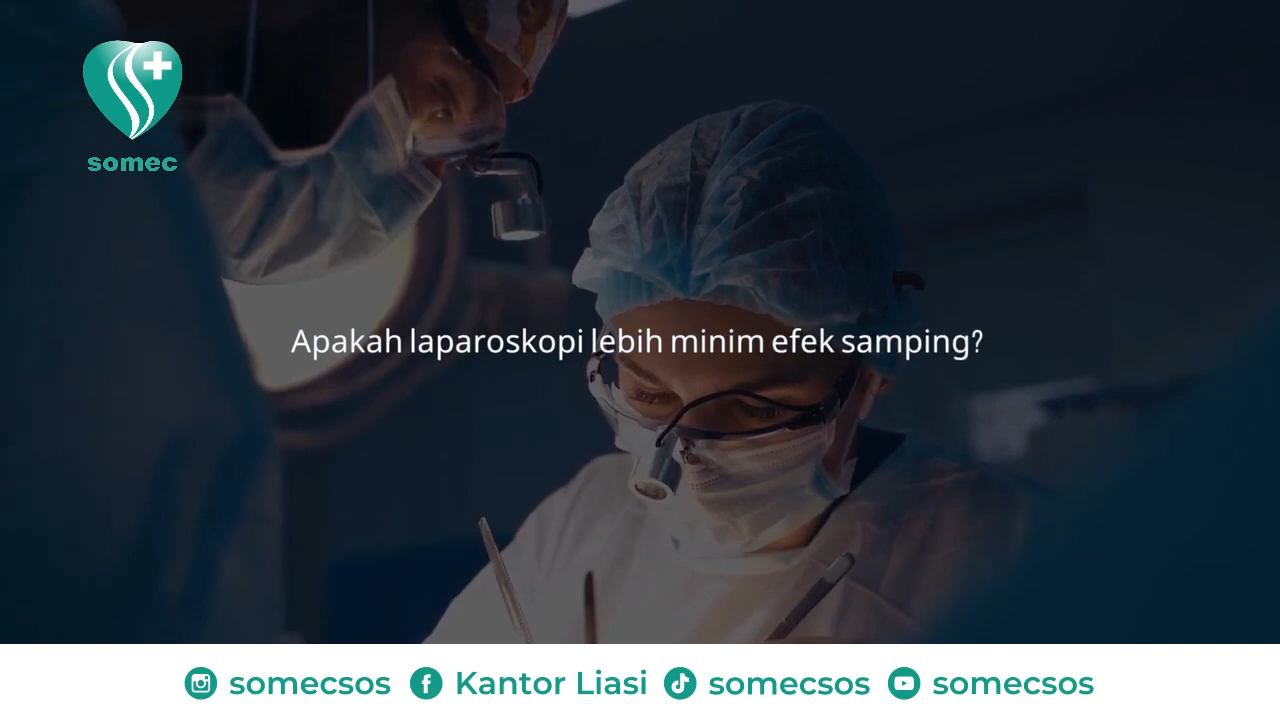 somec
Apakah laparoskopi lebih minim efek samping?
somecsos
Kantor Liasi
somecsos
somecsos